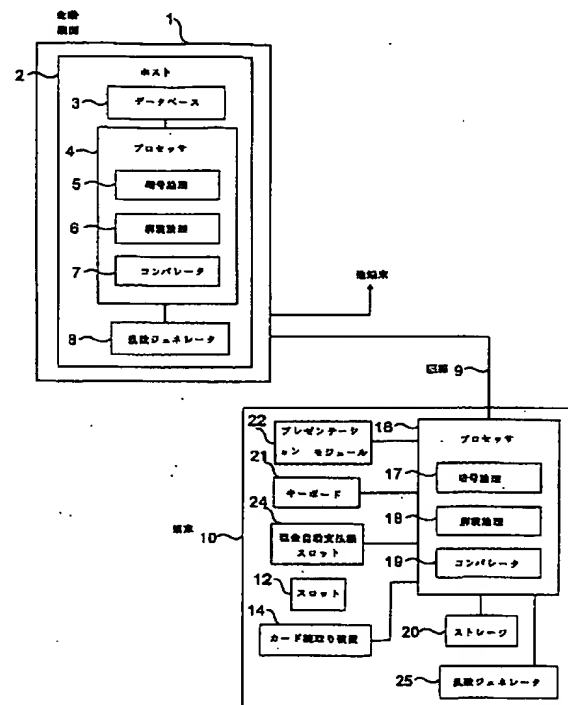 金融
機関
1
2
ホスト
3
データベース
4
プロセッサ
5
暗号論理
6
解読論理
7
コンパレータ
8
乱数ジェネレータ
他端末
回線
9
端末
10
22
プレゼンテーシ
ョン モジュール
21
キーボード
24
現金自動支払機
スロット
12
スロット
14
カード読取り装置
16
プロセッサ
17
暗号論理
18
解読論理
19
コンパレータ
20
ストレージ
25
乱数ジェネレータ